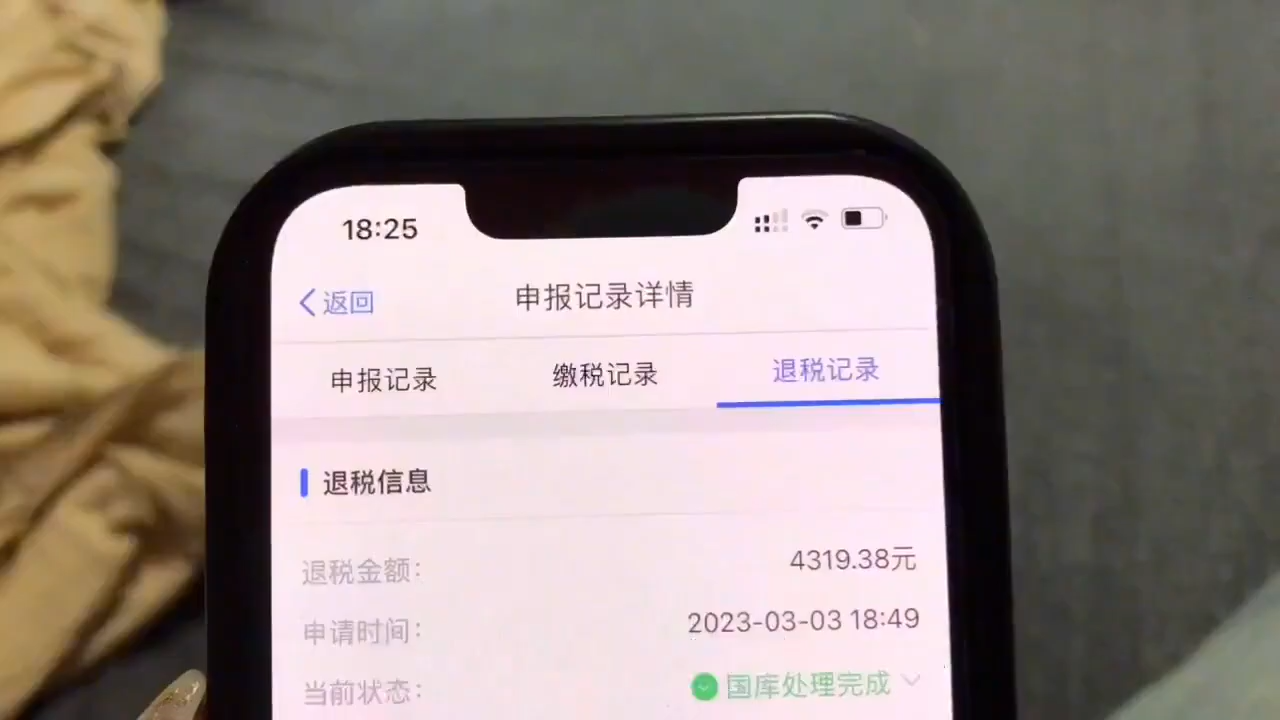 18:25
返回
申报记录详情
申报记录 缴税记录 退税记录
退税信息
退税金额: 4319.38元
申请时间: 2023-03-03 18:49
当前状态: 国库处理完成